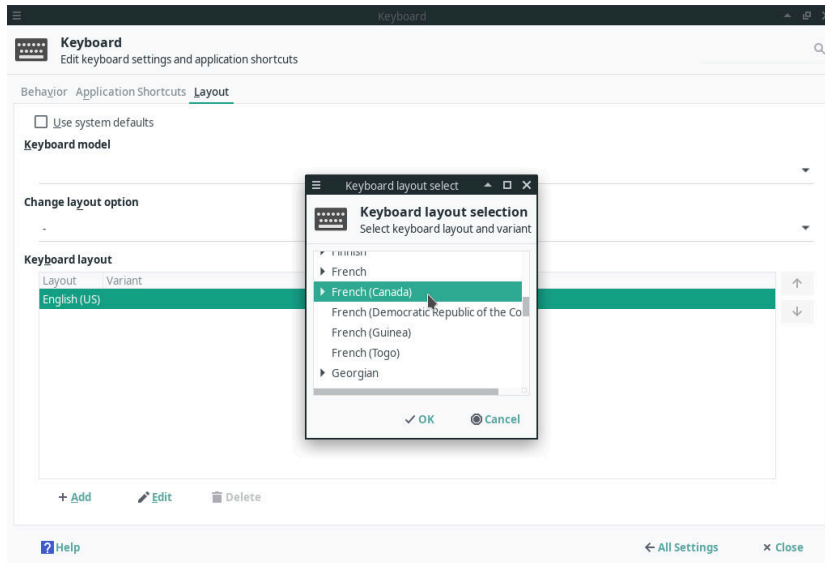 Keyboard
Keyboard
Edit keyboard settings and application shortcuts
Behavior Application Shortcuts Layout
Use system defaults
Keyboard model
Change layout option
-
Keyboard layout
Layout Variant
English (US)
+ Add Edit Delete
Help
← All Settings × Close
Keyboard layout select
Keyboard layout selection
Select keyboard layout and variant
Finnish
French
French (Canada)
French (Democratic Republic of the Co
French (Guinea)
French (Togo)
Georgian
OK Cancel